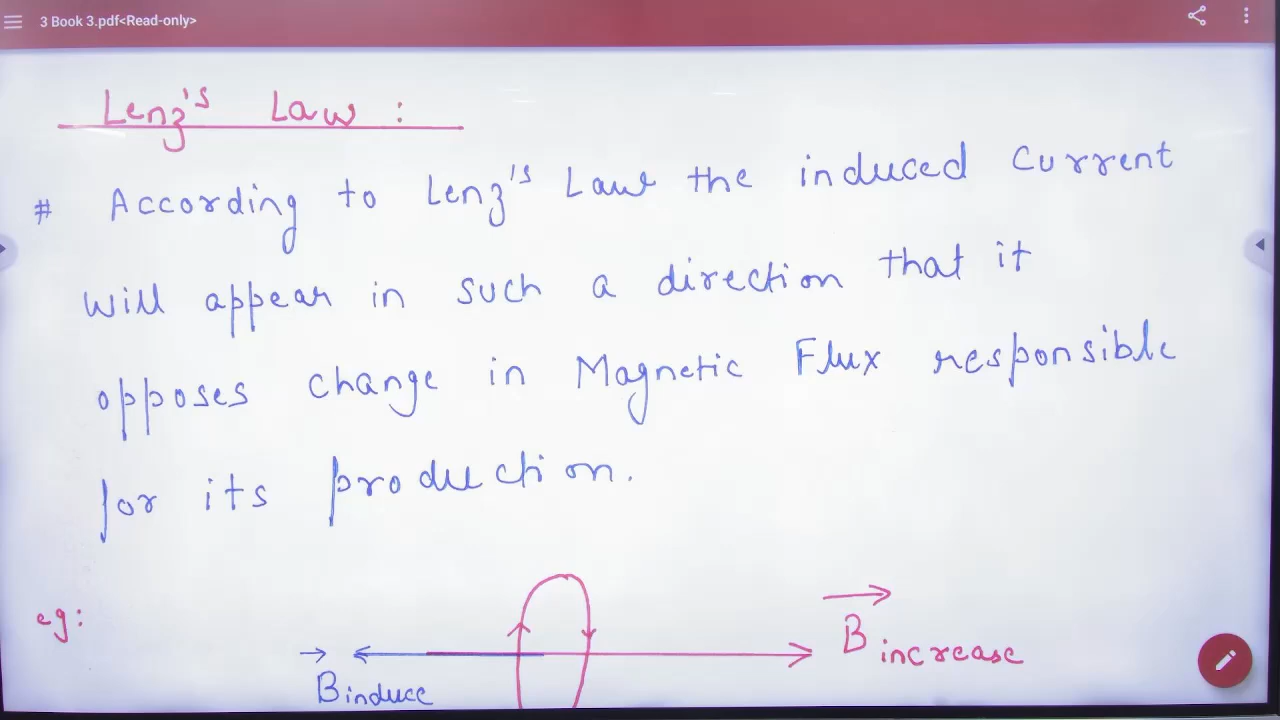 3 Book 3.pdf<Read-only>
Lenz's Law :
# According to Lenz's Law the induced current
will appear in such a direction that it
opposes change in Magnetic Flux responsible
for its production.
eg:
B increase
B induce